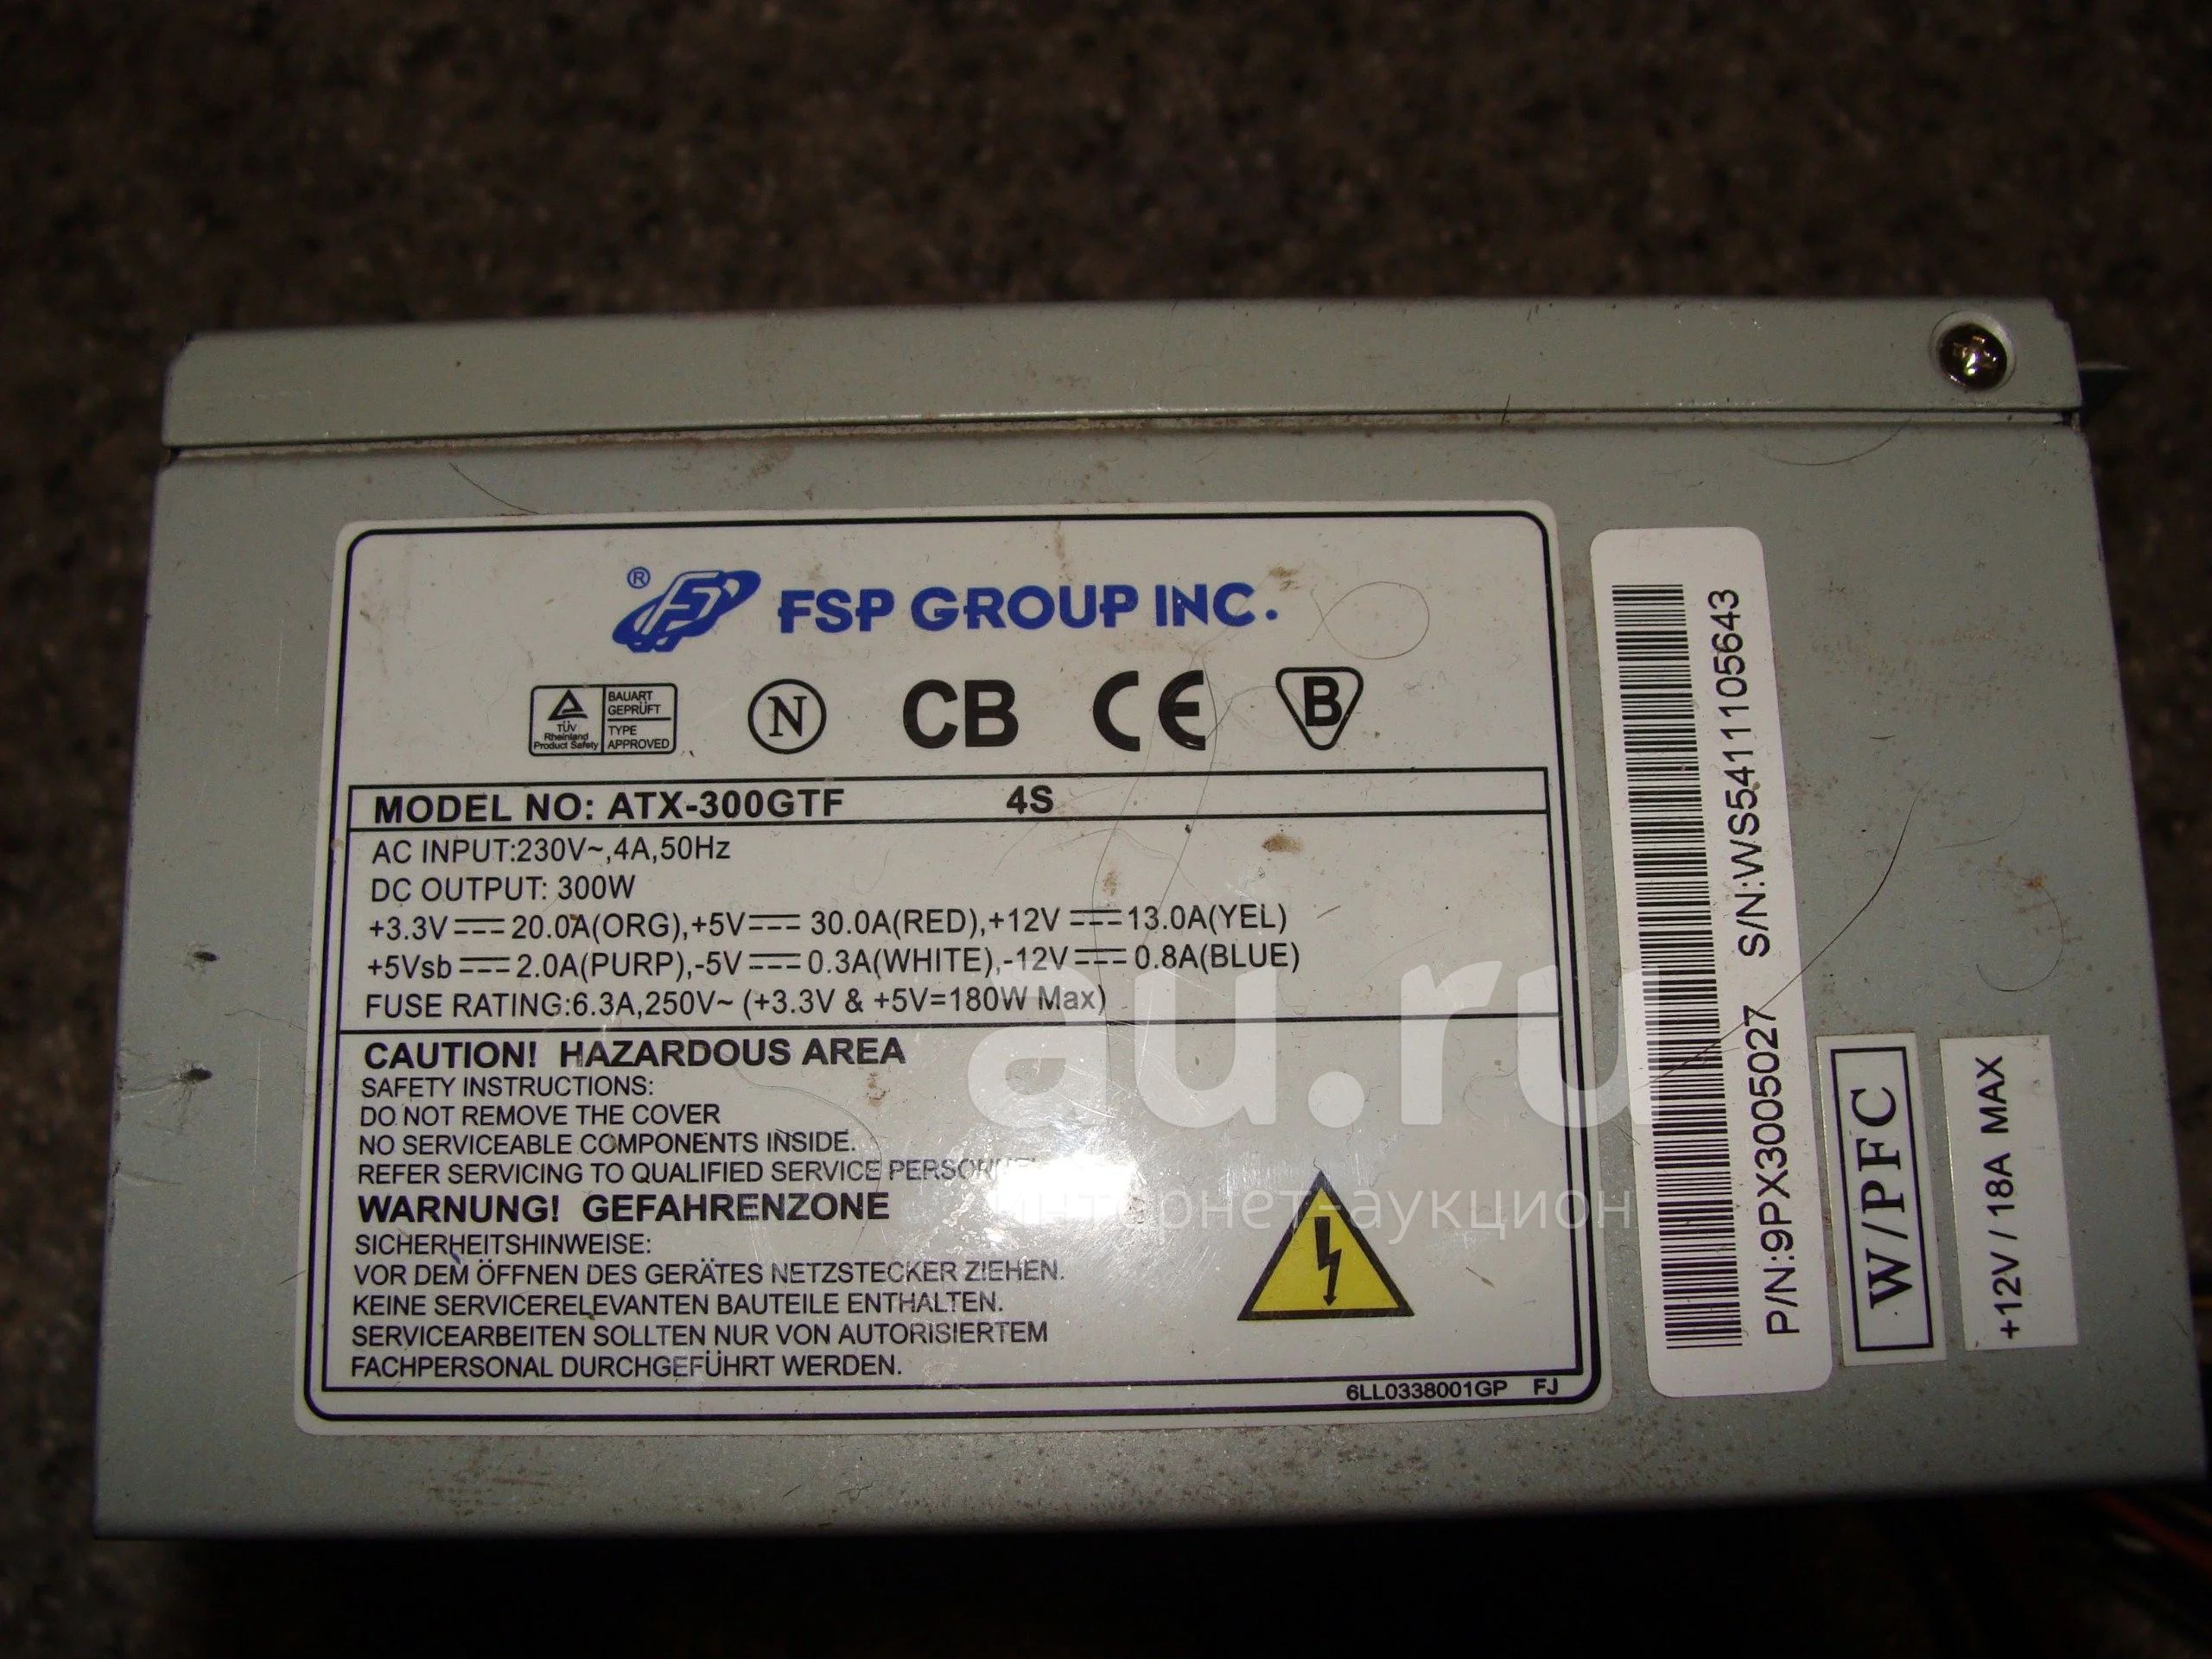 ® FSP GROUP INC.
TÜV Rheinland Product Safety
BAUART GEPRÜFT
TYPE APPROVED
N CB CE B
MODEL NO: ATX-300GTF 4S
AC INPUT:230V~,4A,50Hz
DC OUTPUT: 300W
+3.3V⎓20.0A(ORG),+5V⎓30.0A(RED),+12V⎓13.0A(YEL)
+5Vsb⎓2.0A(PURP),-5V⎓0.3A(WHITE),-12V⎓0.8A(BLUE)
FUSE RATING:6.3A,250V~ (+3.3V & +5V=180W Max)
CAUTION! HAZARDOUS AREA
SAFETY INSTRUCTIONS:
DO NOT REMOVE THE COVER
NO SERVICEABLE COMPONENTS INSIDE.
REFER SERVICING TO QUALIFIED SERVICE PERSONNEL
WARNUNG! GEFAHRENZONE
SICHERHEITSHINWEISE:
VOR DEM ÖFFNEN DES GERÄTES NETZSTECKER ZIEHEN.
KEINE SERVICERELEVANTEN BAUTEILE ENTHALTEN.
SERVICEARBEITEN SOLLTEN NUR VON AUTORISIERTEM
FACHPERSONAL DURCHGEFÜHRT WERDEN.
6LL0338001GP FJ
P/N:9PX3005027 S/N:WS5411105643
W/PFC
+12V / 18A MAX
au.ru
интернет-аукцион